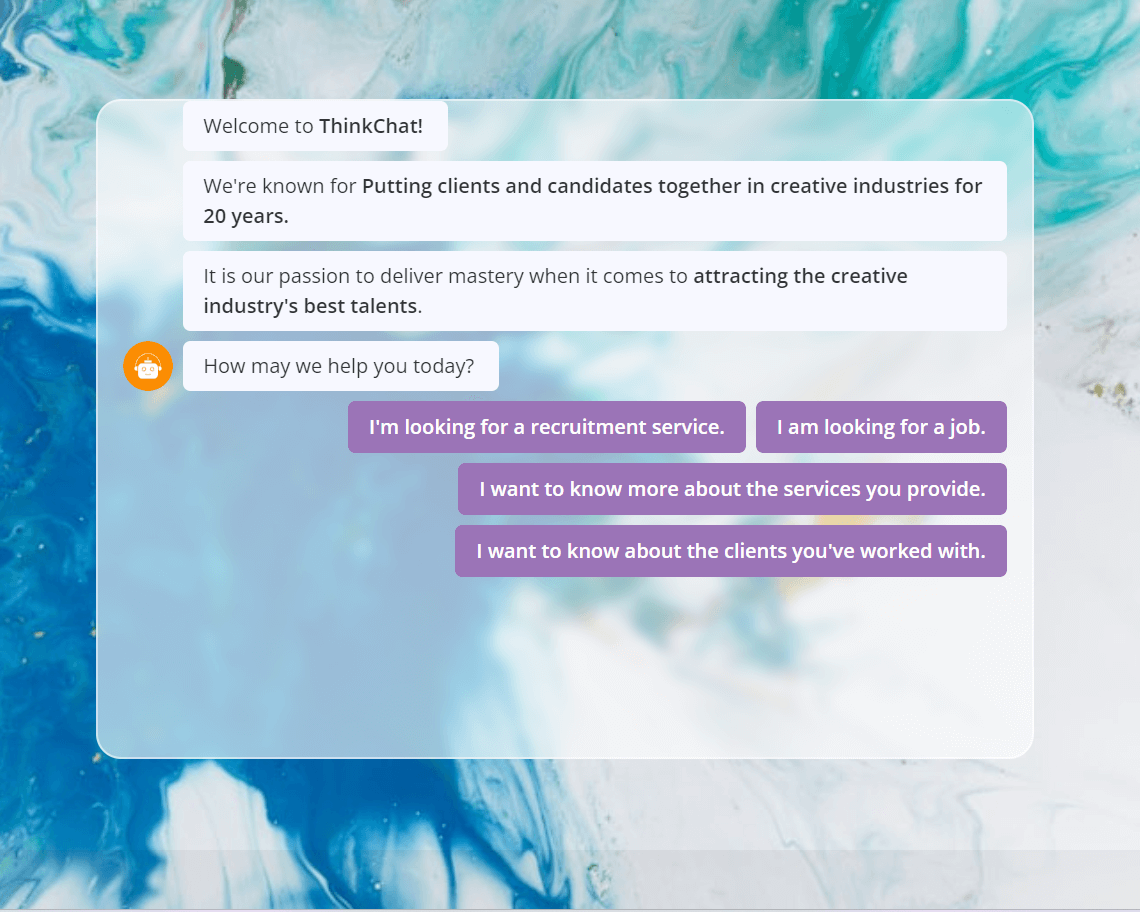 Welcome to ThinkChat!
We're known for Putting clients and candidates together in creative industries for
20 years.
It is our passion to deliver mastery when it comes to attracting the creative
industry's best talents.
How may we help you today?
I'm looking for a recruitment service.
I am looking for a job.
I want to know more about the services you provide.
I want to know about the clients you've worked with.